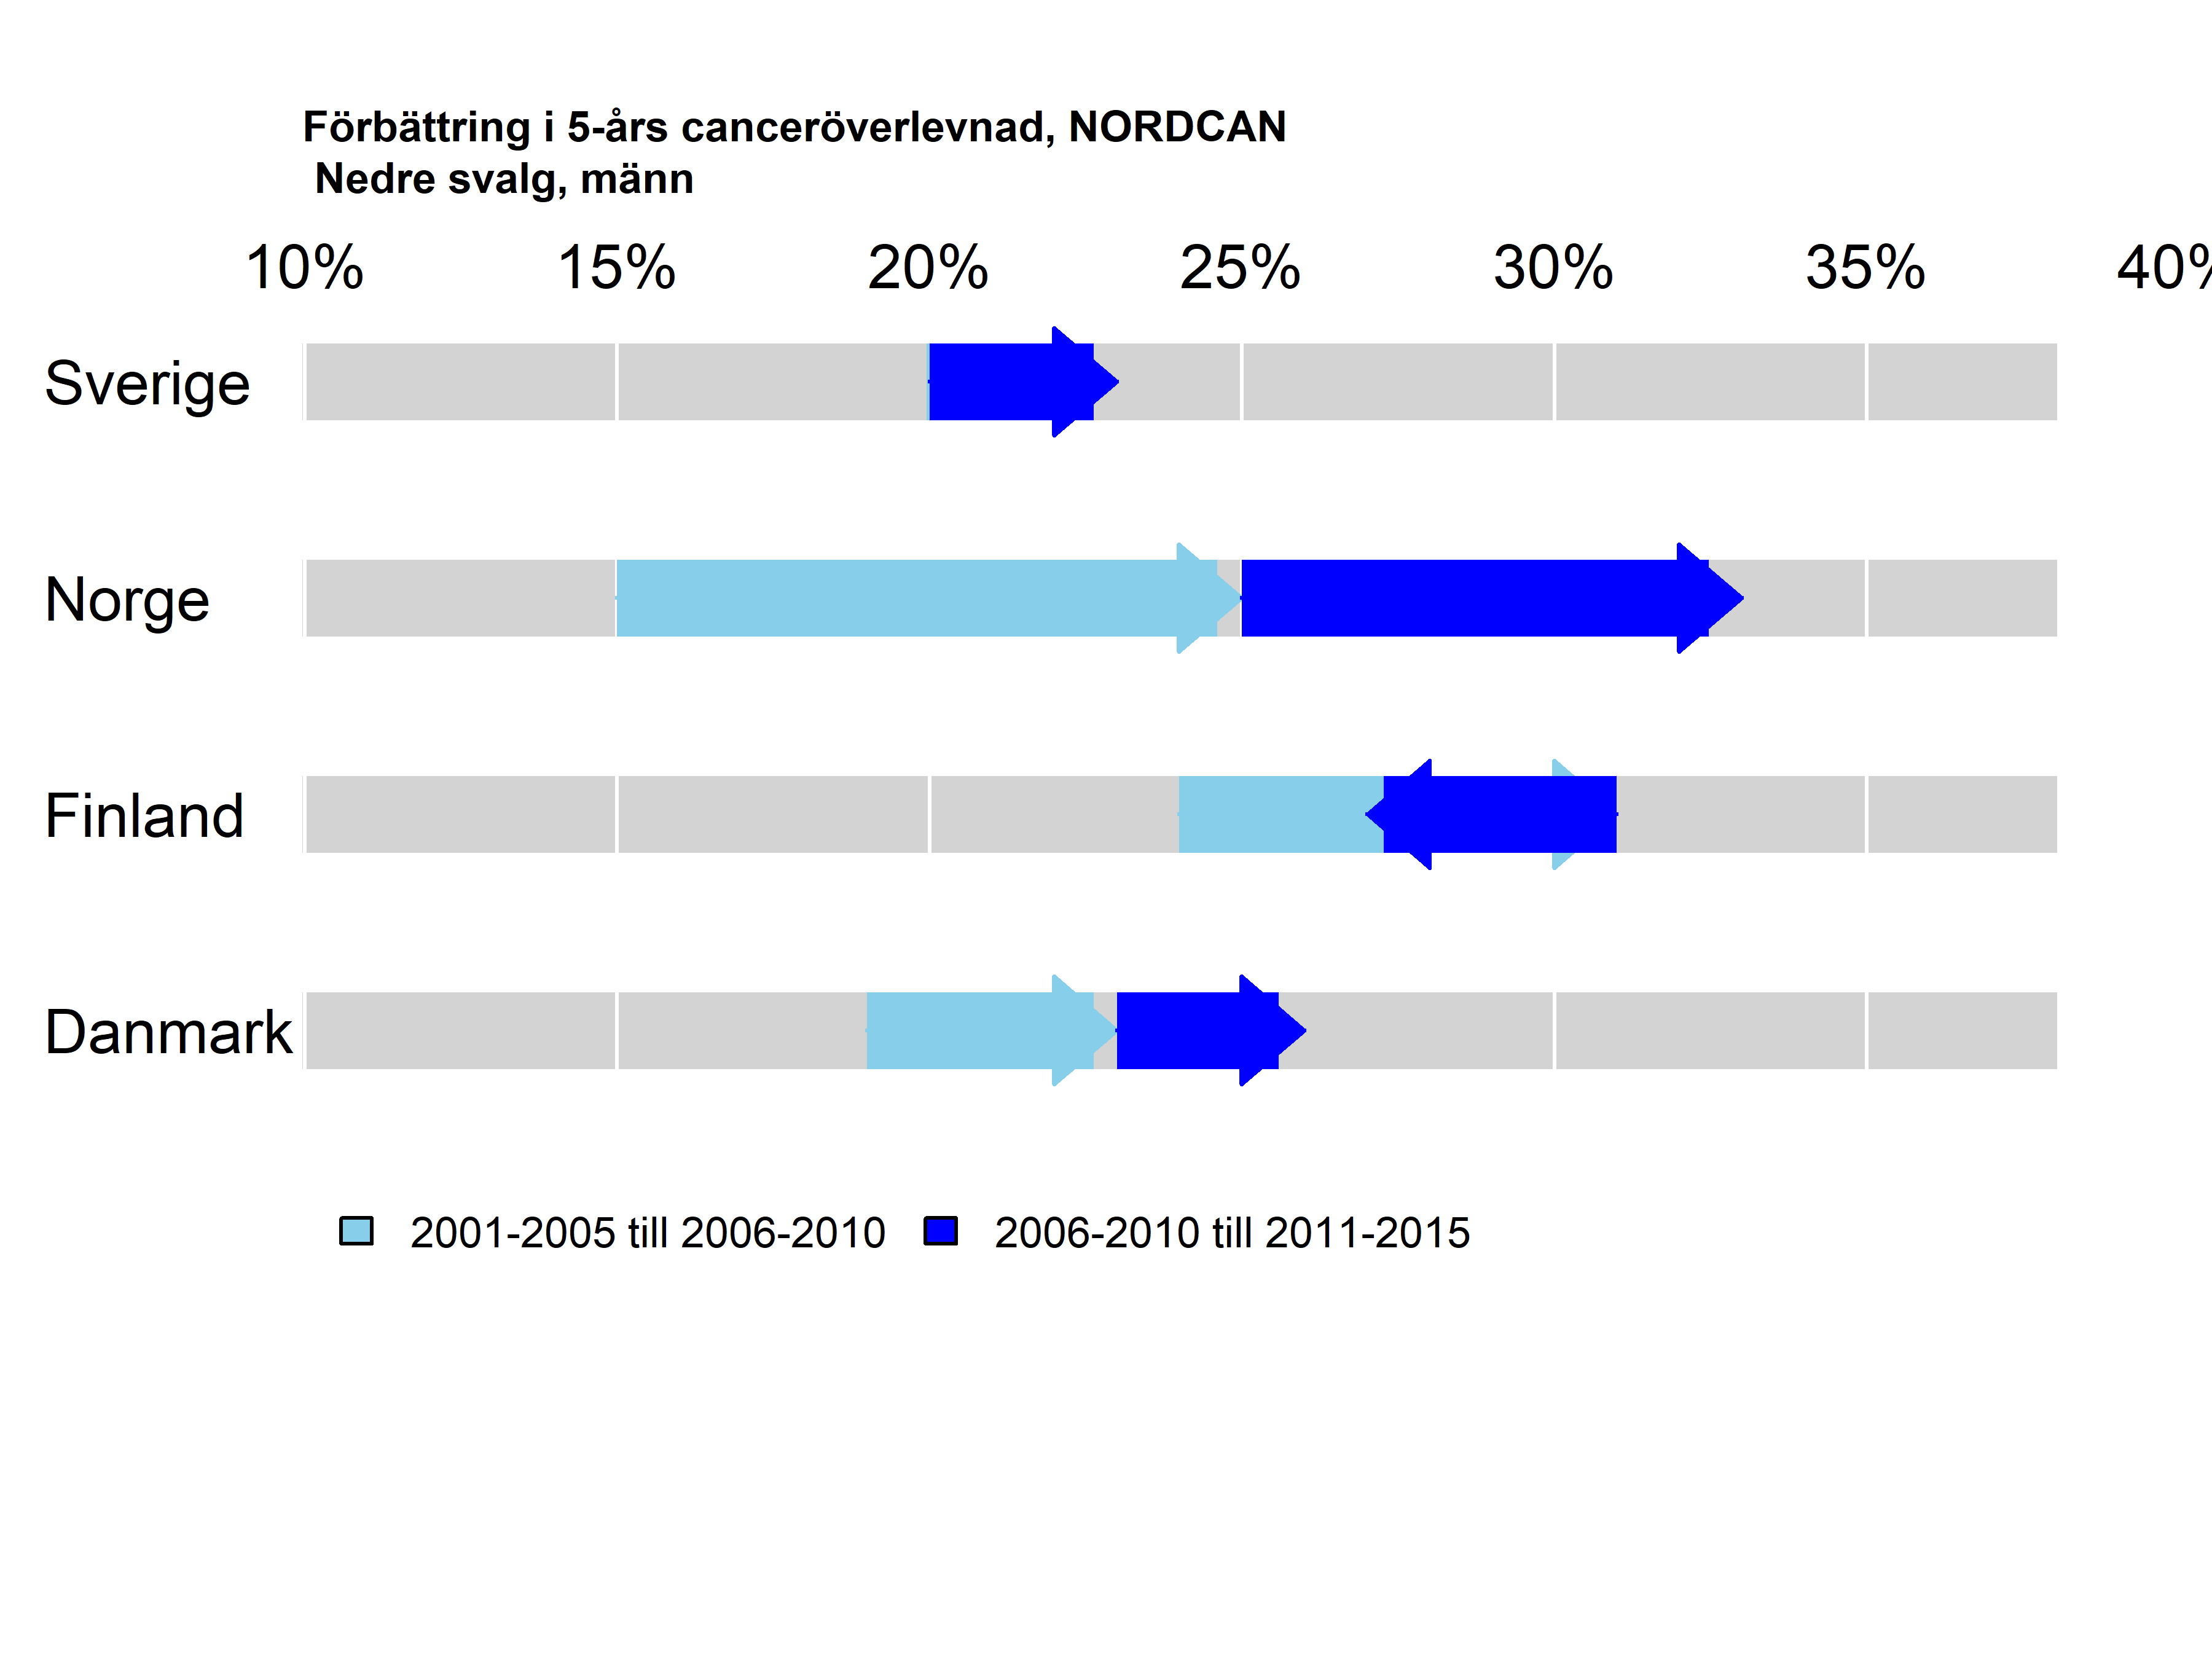 Förbättring i 5-års canceröverlevnad, NORDCAN
Nedre svalg, männ
10% 15% 20% 25% 30% 35% 40%
Sverige
Norge
Finland
Danmark
2001-2005 till 2006-2010 2006-2010 till 2011-2015